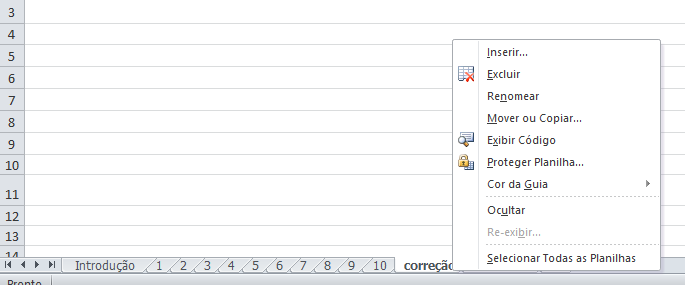 3
4
5
6
7
8
9
10
11
12
13
14
Inserir...
Excluir
Renomear
Mover ou Copiar...
Exibir Código
Proteger Planilha...
Cor da Guia
Ocultar
Re-exibir...
Selecionar Todas as Planilhas
Introdução 1 2 3 4 5 6 7 8 9 10 correção
Pronto